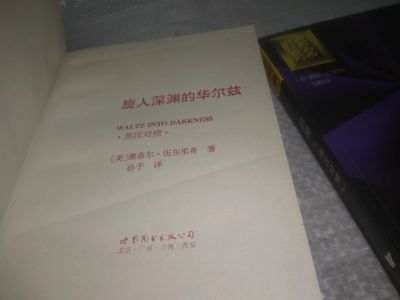 旋入深渊的华尔兹
WALTZ INTO DARKNESS
·英汉对照·
[美]康奈尔·伍尔里奇 著
孙予 译
世界图书出版公司
北京·广州·上海·西安